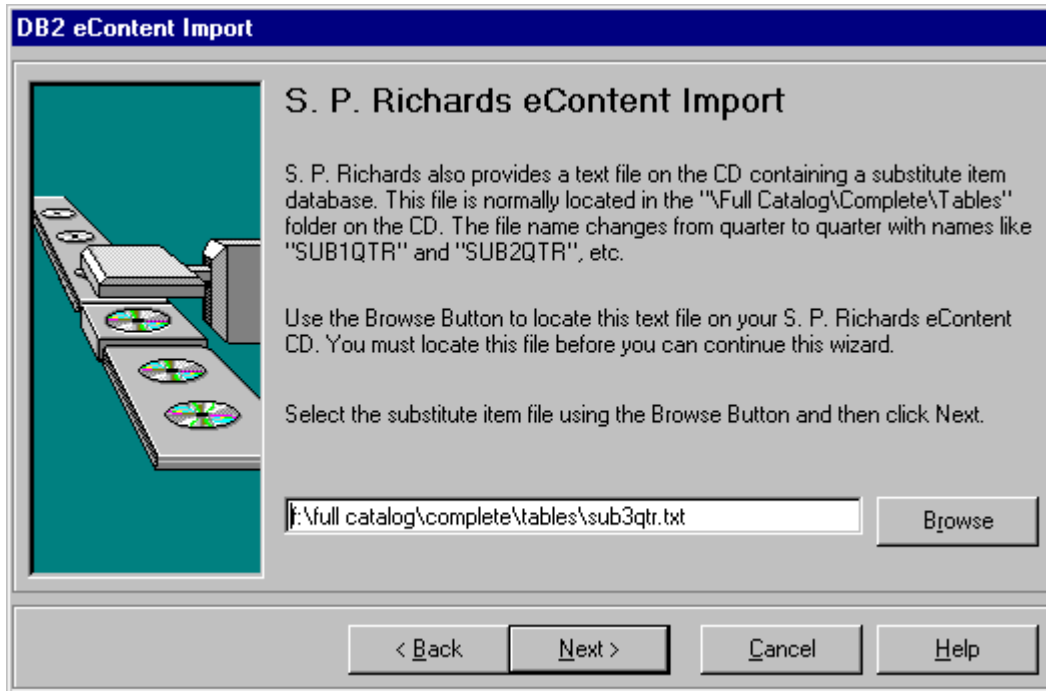 DB2 eContent Import
S. P. Richards eContent Import
S. P. Richards also provides a text file on the CD containing a substitute item
database. This file is normally located in the "\Full Catalog\Complete\Tables"
folder on the CD. The file name changes from quarter to quarter with names like
"SUB1QTR" and "SUB2QTR", etc.
Use the Browse Button to locate this text file on your S. P. Richards eContent
CD. You must locate this file before you can continue this wizard.
Select the substitute item file using the Browse Button and then click Next.
f:\full catalog\complete\tables\sub3qtr.txt
Browse
< Back
Next >
Cancel
Help